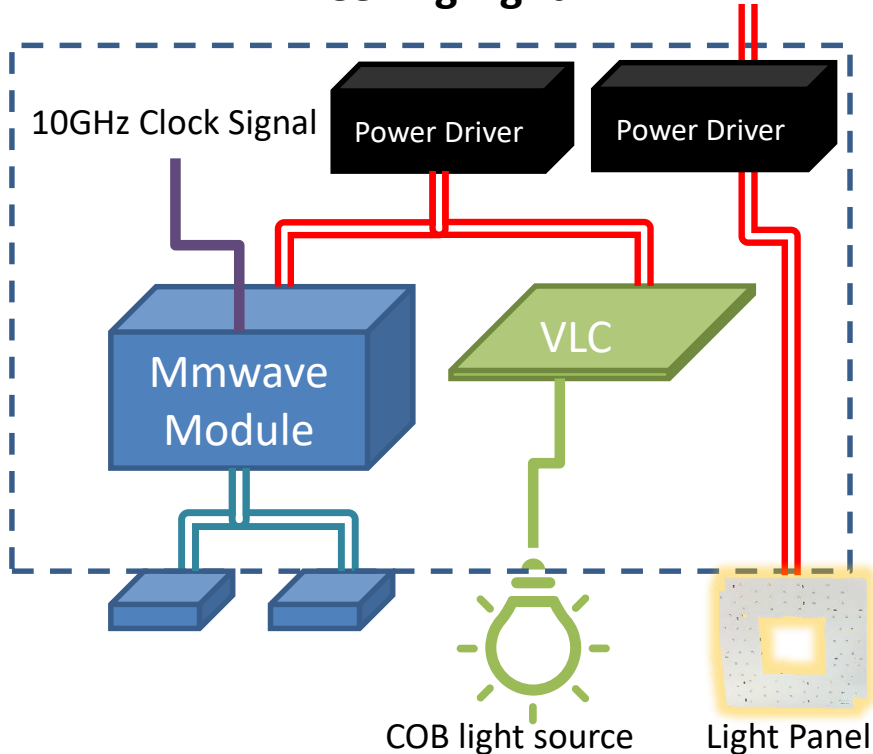 10GHz Clock Signal
Power Driver
Power Driver
Mmwave
Module
VLC
COB light source
Light Panel